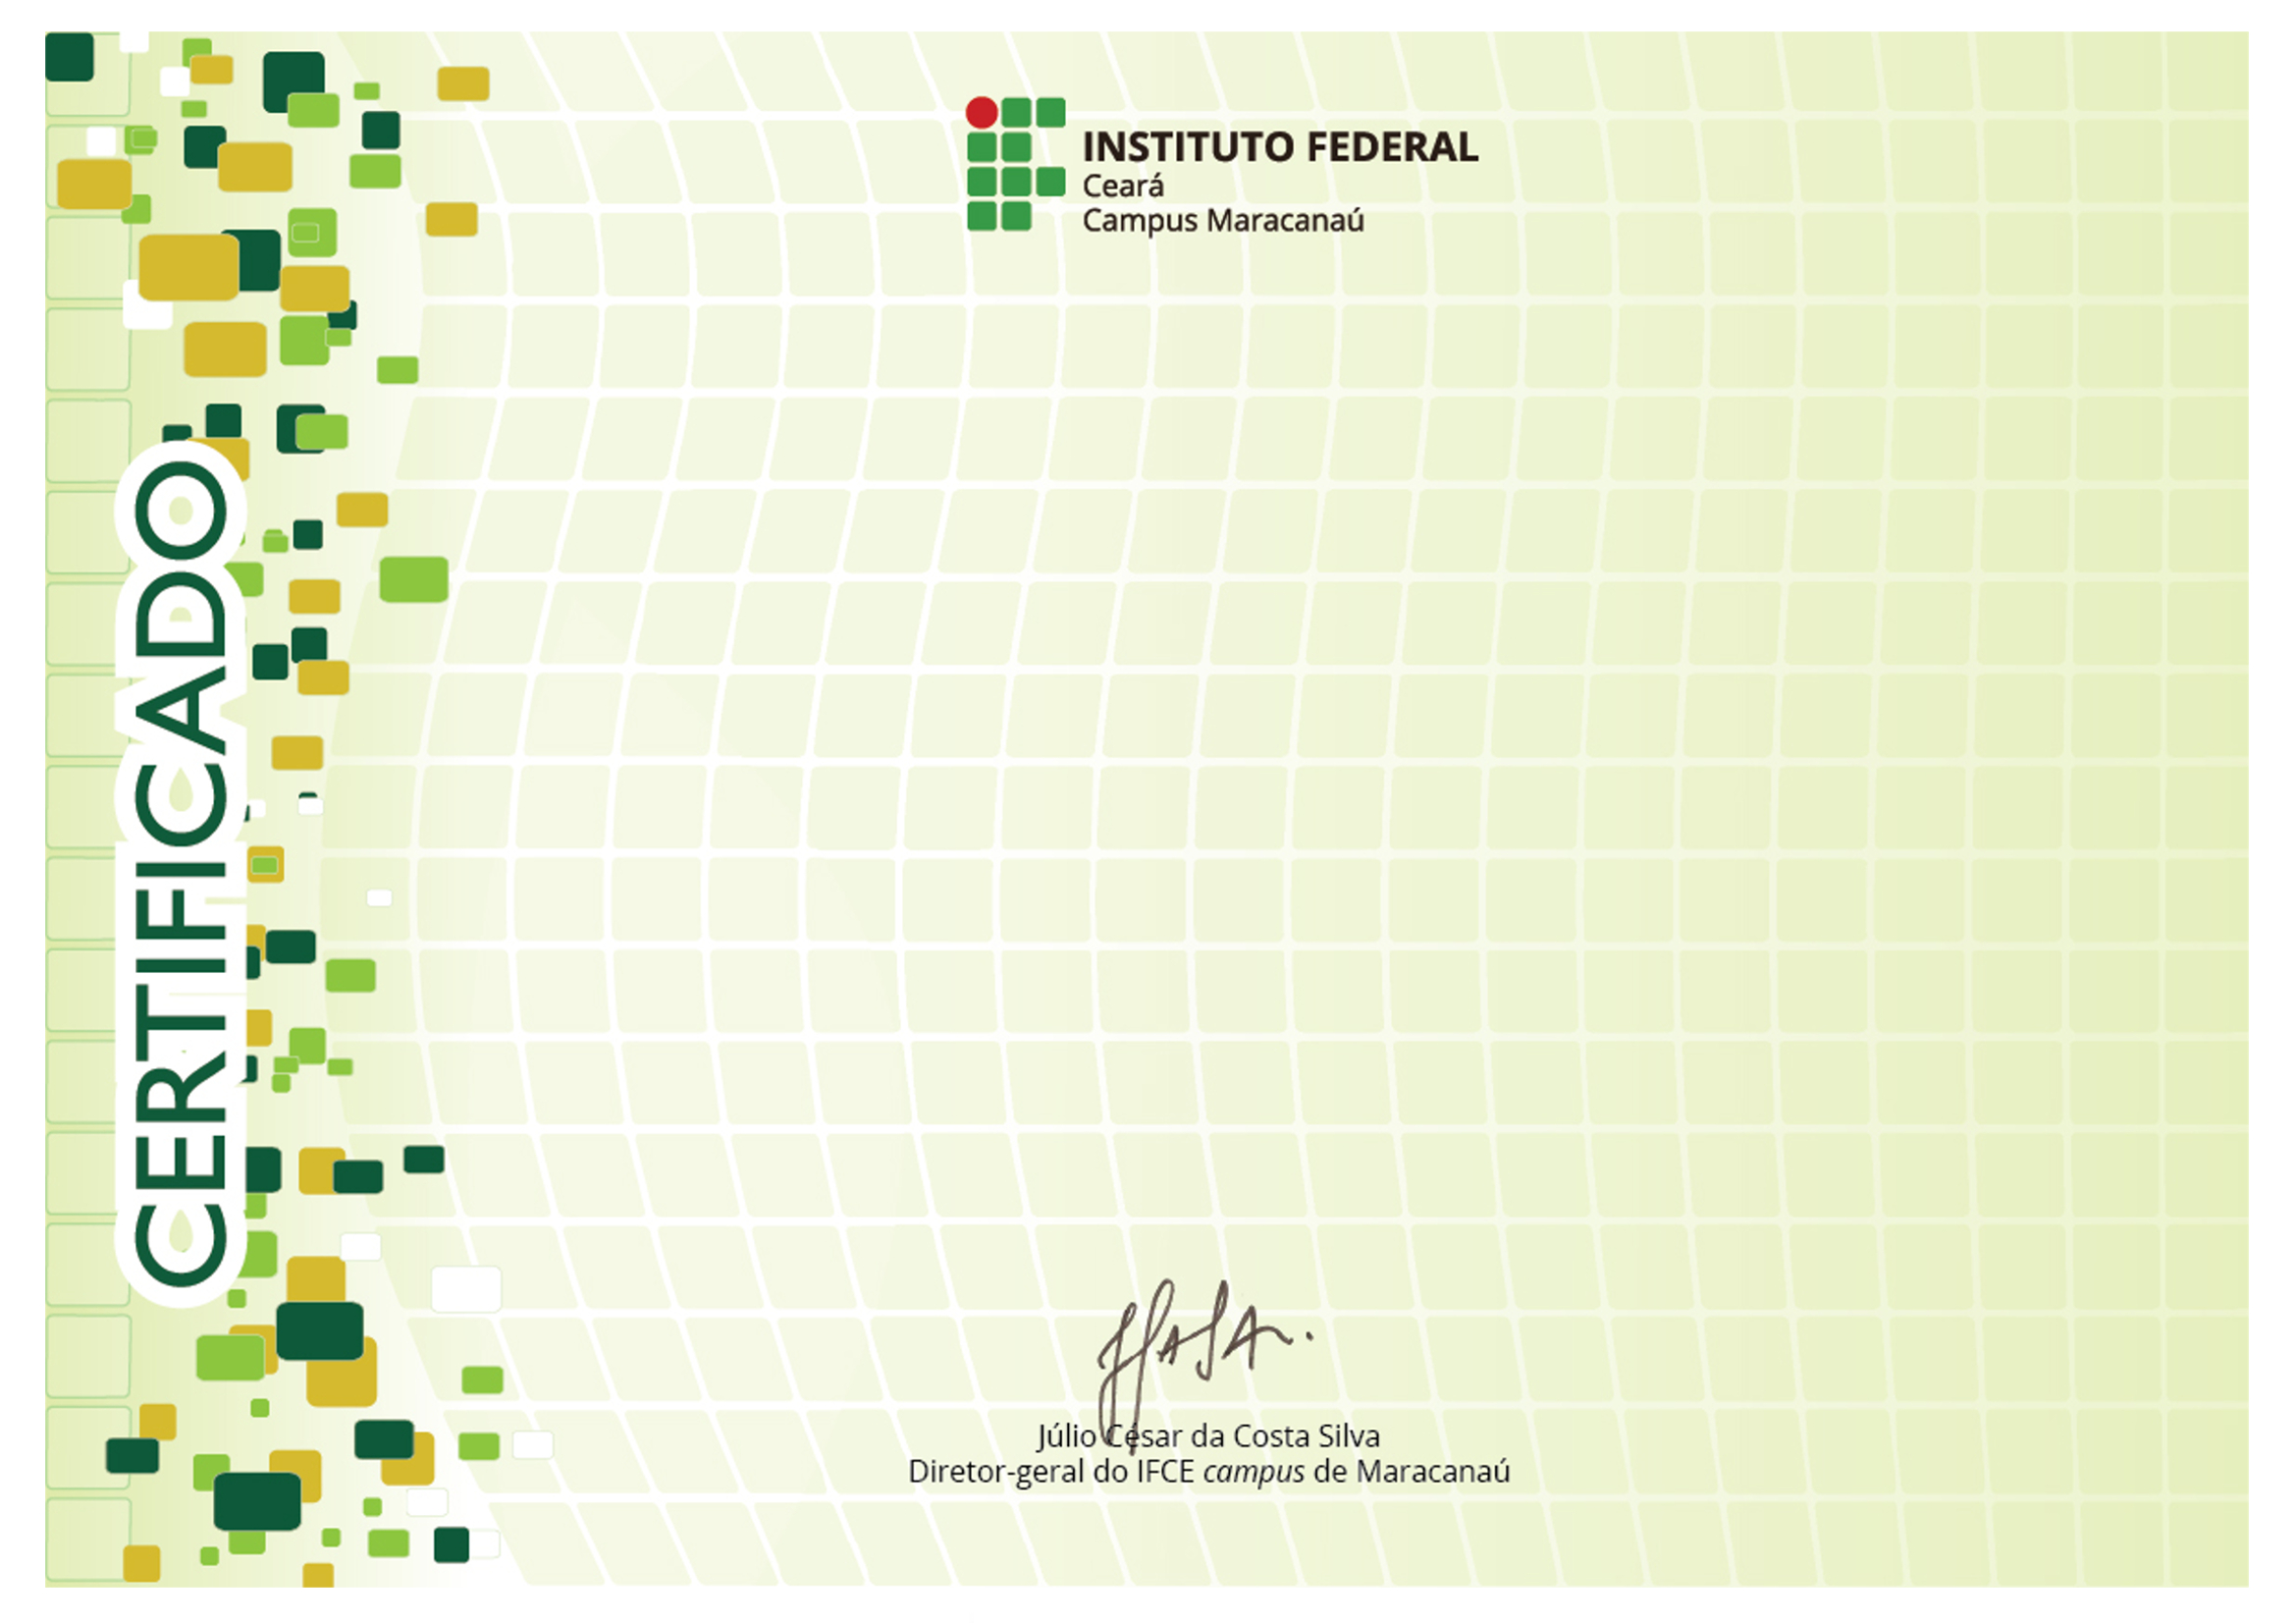 CERTIFICADO
INSTITUTO FEDERAL
Ceará
Campus Maracanaú
Júlio César da Costa Silva
Diretor-geral do IFCE campus de Maracanaú